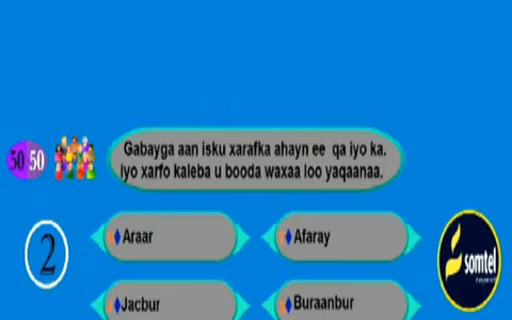 Gabayga aan isku xarafka ahayn ee qa iyo ka.
iyo xarfo kaleba u booda waxaa loo yaqaanaa.
50 50
2
Araar
Afaray
Jacbur
Buraanbur
somtel